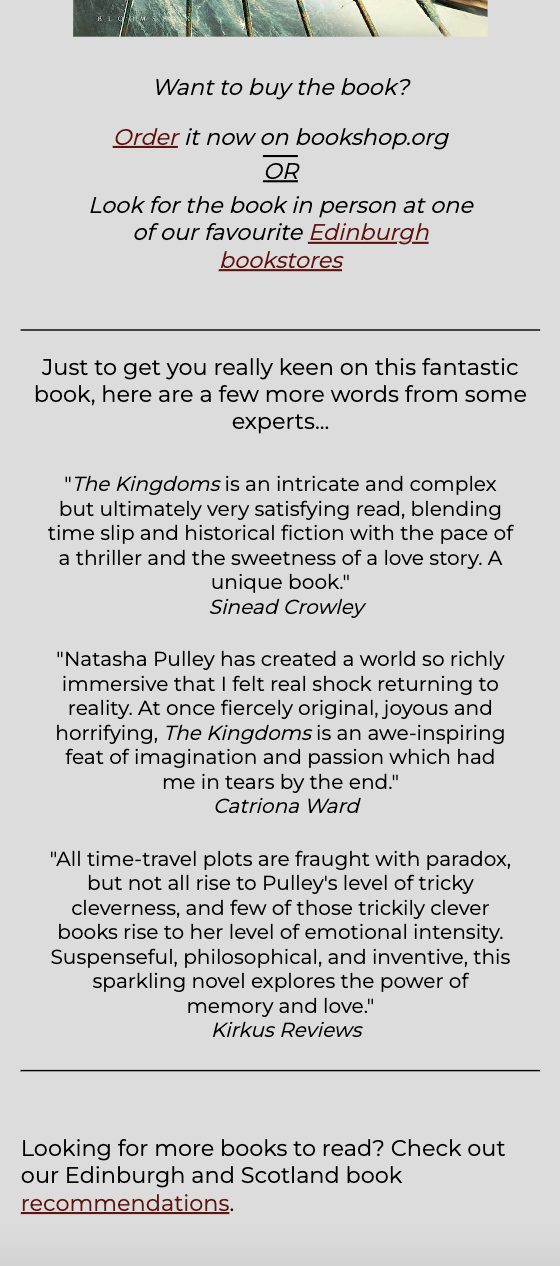 Want to buy the book?
Order it now on bookshop.org
OR
Look for the book in person at one
of our favourite Edinburgh
bookstores
Just to get you really keen on this fantastic
book, here are a few more words from some
experts...
"The Kingdoms is an intricate and complex
but ultimately very satisfying read, blending
time slip and historical fiction with the pace of
a thriller and the sweetness of a love story. A
unique book."
Sinead Crowley
"Natasha Pulley has created a world so richly
immersive that I felt real shock returning to
reality. At once fiercely original, joyous and
horrifying, The Kingdoms is an awe-inspiring
feat of imagination and passion which had
me in tears by the end."
Catriona Ward
"All time-travel plots are fraught with paradox,
but not all rise to Pulley's level of tricky
cleverness, and few of those trickily clever
books rise to her level of emotional intensity.
Suspenseful, philosophical, and inventive, this
sparkling novel explores the power of
memory and love."
Kirkus Reviews
Looking for more books to read? Check out
our Edinburgh and Scotland book
recommendations.